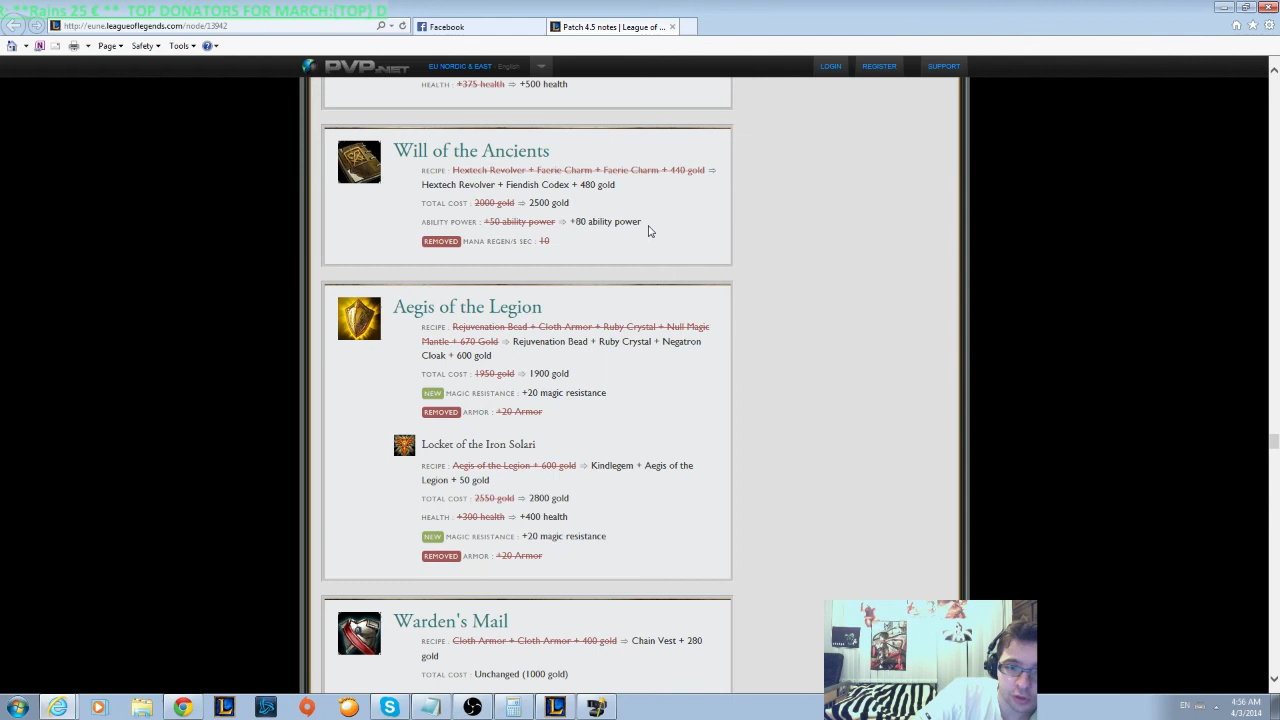 **Rains 25 € ** TOP DONATORS FOR MARCH:(TOP) D
http://eune.leagueoflegends.com/node/13942
Facebook
Patch 4.5 notes | League of ...
Page
Safety
Tools
PVP.NET
EU NORDIC & EAST - English
LOGIN
REGISTER
SUPPORT
HEALTH : +375 health ⇒ +500 health
Will of the Ancients
RECIPE : Hextech Revolver + Faerie Charm + Faerie Charm + 440 gold ⇒
Hextech Revolver + Fiendish Codex + 480 gold
TOTAL COST : 2000 gold ⇒ 2500 gold
ABILITY POWER : +50 ability power ⇒ +80 ability power
REMOVED MANA REGEN/5 SEC : 10
Aegis of the Legion
RECIPE : Rejuvenation Bead + Cloth Armor + Ruby Crystal + Null Magic
Mantle + 670 Gold ⇒ Rejuvenation Bead + Ruby Crystal + Negatron
Cloak + 600 gold
TOTAL COST : 1950 gold ⇒ 1900 gold
NEW MAGIC RESISTANCE : +20 magic resistance
REMOVED ARMOR : +20 Armor
Locket of the Iron Solari
RECIPE : Aegis of the Legion + 600 gold ⇒ Kindlegem + Aegis of the
Legion + 50 gold
TOTAL COST : 2550 gold ⇒ 2800 gold
HEALTH : +300 health ⇒ +400 health
NEW MAGIC RESISTANCE : +20 magic resistance
REMOVED ARMOR : +20 Armor
Warden's Mail
RECIPE : Cloth Armor + Cloth Armor + 400 gold ⇒ Chain Vest + 280
gold
TOTAL COST : Unchanged (1000 gold)
EN
4:56 AM
4/3/2014